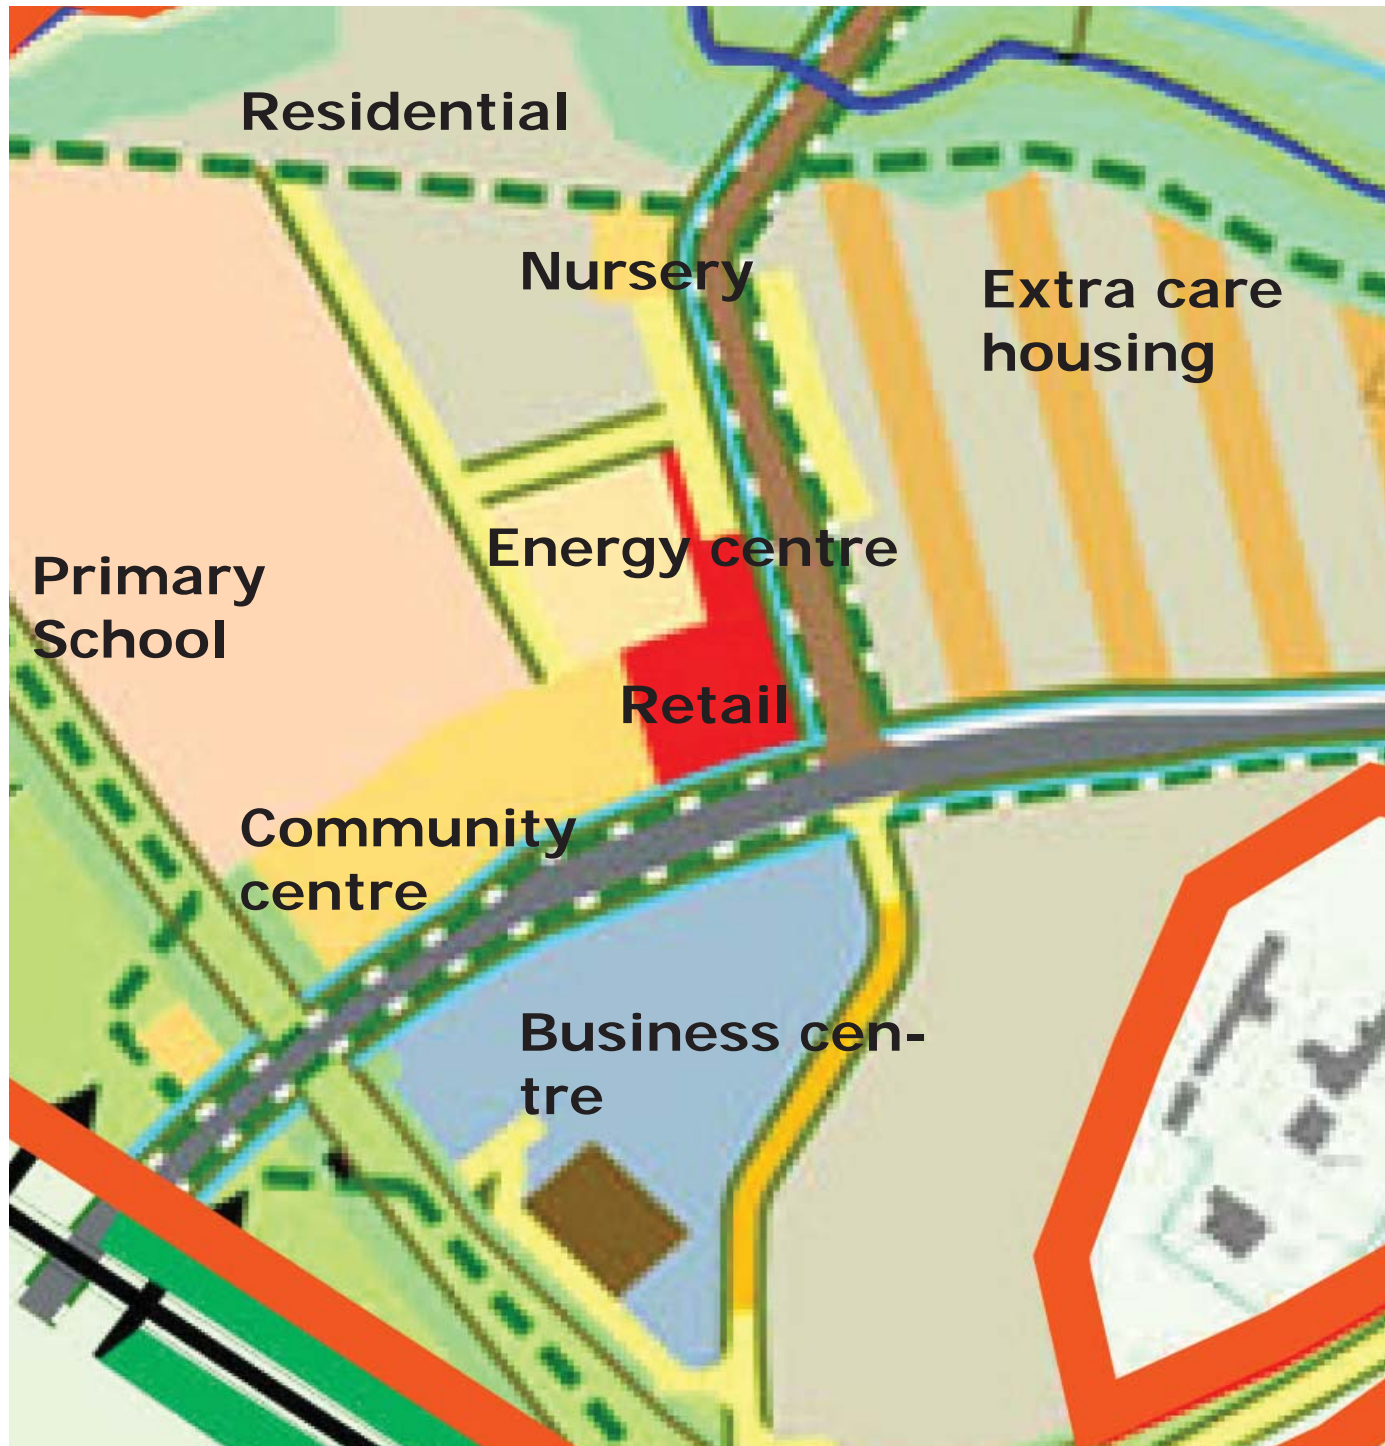 Residential
Nursery
Extra care
housing
Energy centre
Primary
School
Retail
Community
centre
Business cen-
tre